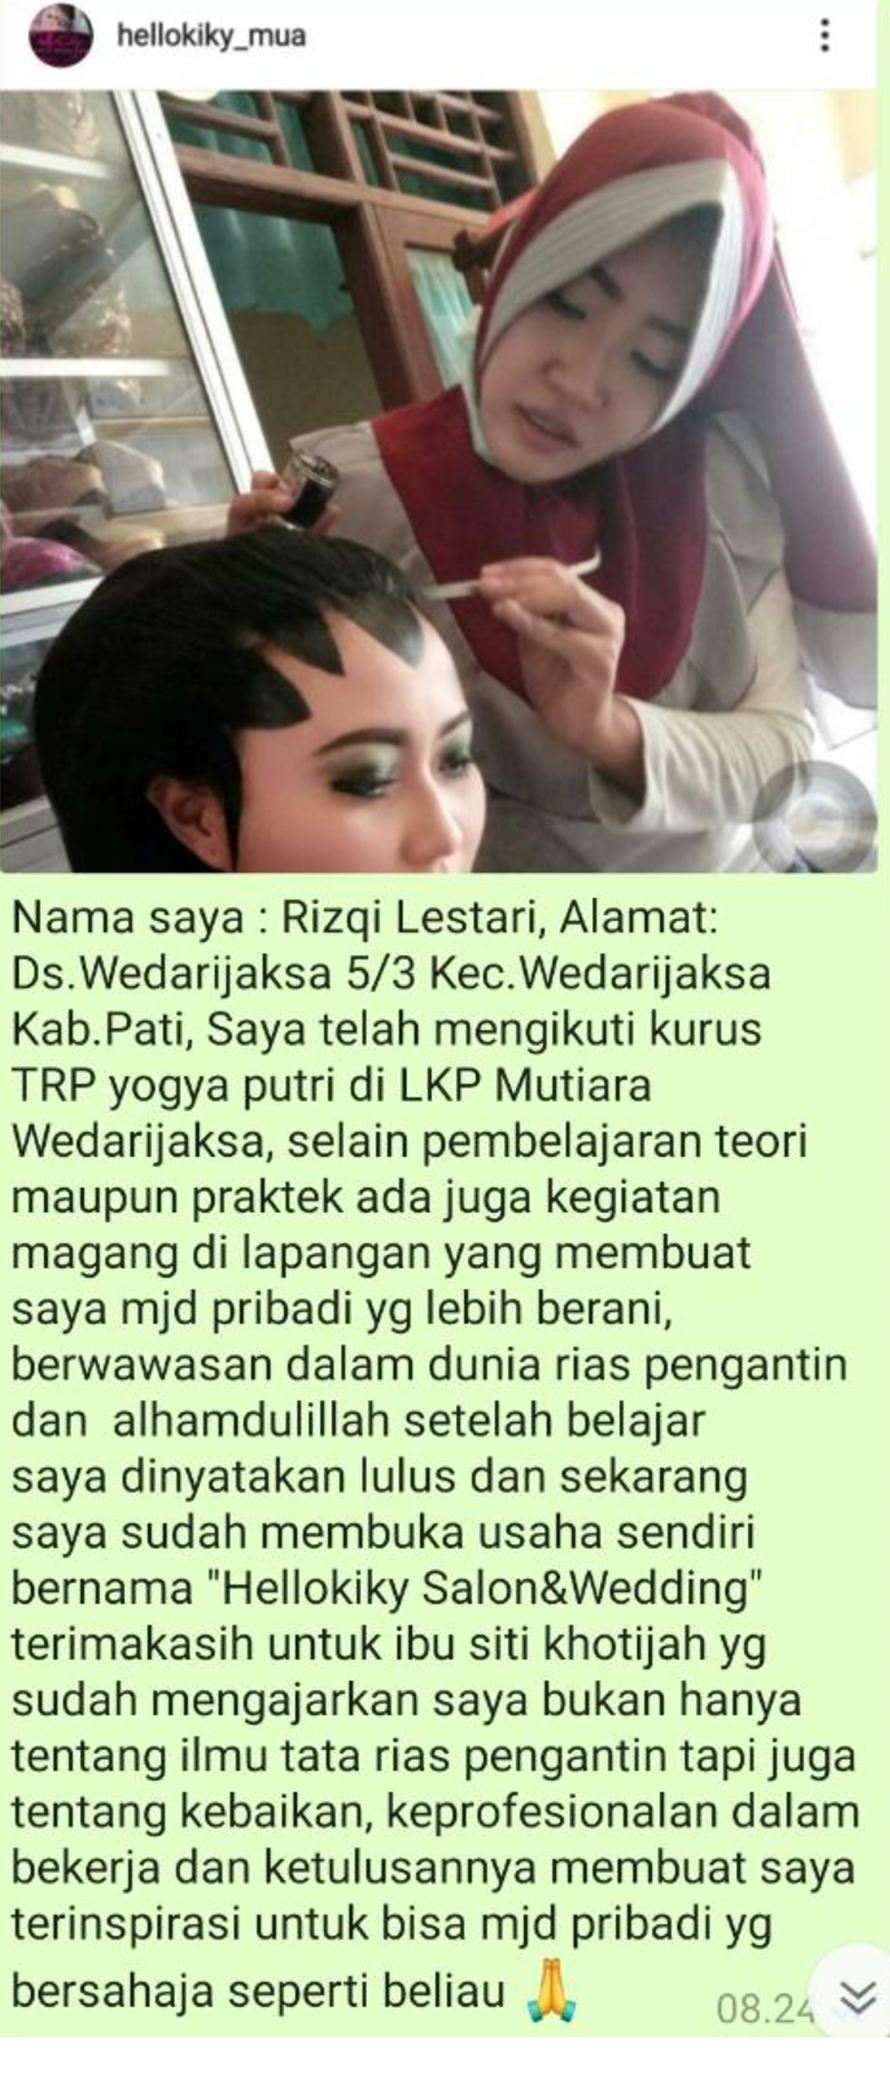 hellokiky_mua
Nama saya : Rizqi Lestari, Alamat:
Ds.Wedarijaksa 5/3 Kec.Wedarijaksa
Kab.Pati, Saya telah mengikuti kurus
TRP yogya putri di LKP Mutiara
Wedarijaksa, selain pembelajaran teori
maupun praktek ada juga kegiatan
magang di lapangan yang membuat
saya mjd pribadi yg lebih berani,
berwawasan dalam dunia rias pengantin
dan  alhamdulillah setelah belajar
saya dinyatakan lulus dan sekarang
saya sudah membuka usaha sendiri
bernama "Hellokiky Salon&Wedding"
terimakasih untuk ibu siti khotijah yg
sudah mengajarkan saya bukan hanya
tentang ilmu tata rias pengantin tapi juga
tentang kebaikan, keprofesionalan dalam
bekerja dan ketulusannya membuat saya
terinspirasi untuk bisa mjd pribadi yg
bersahaja seperti beliau 🙏
08.24